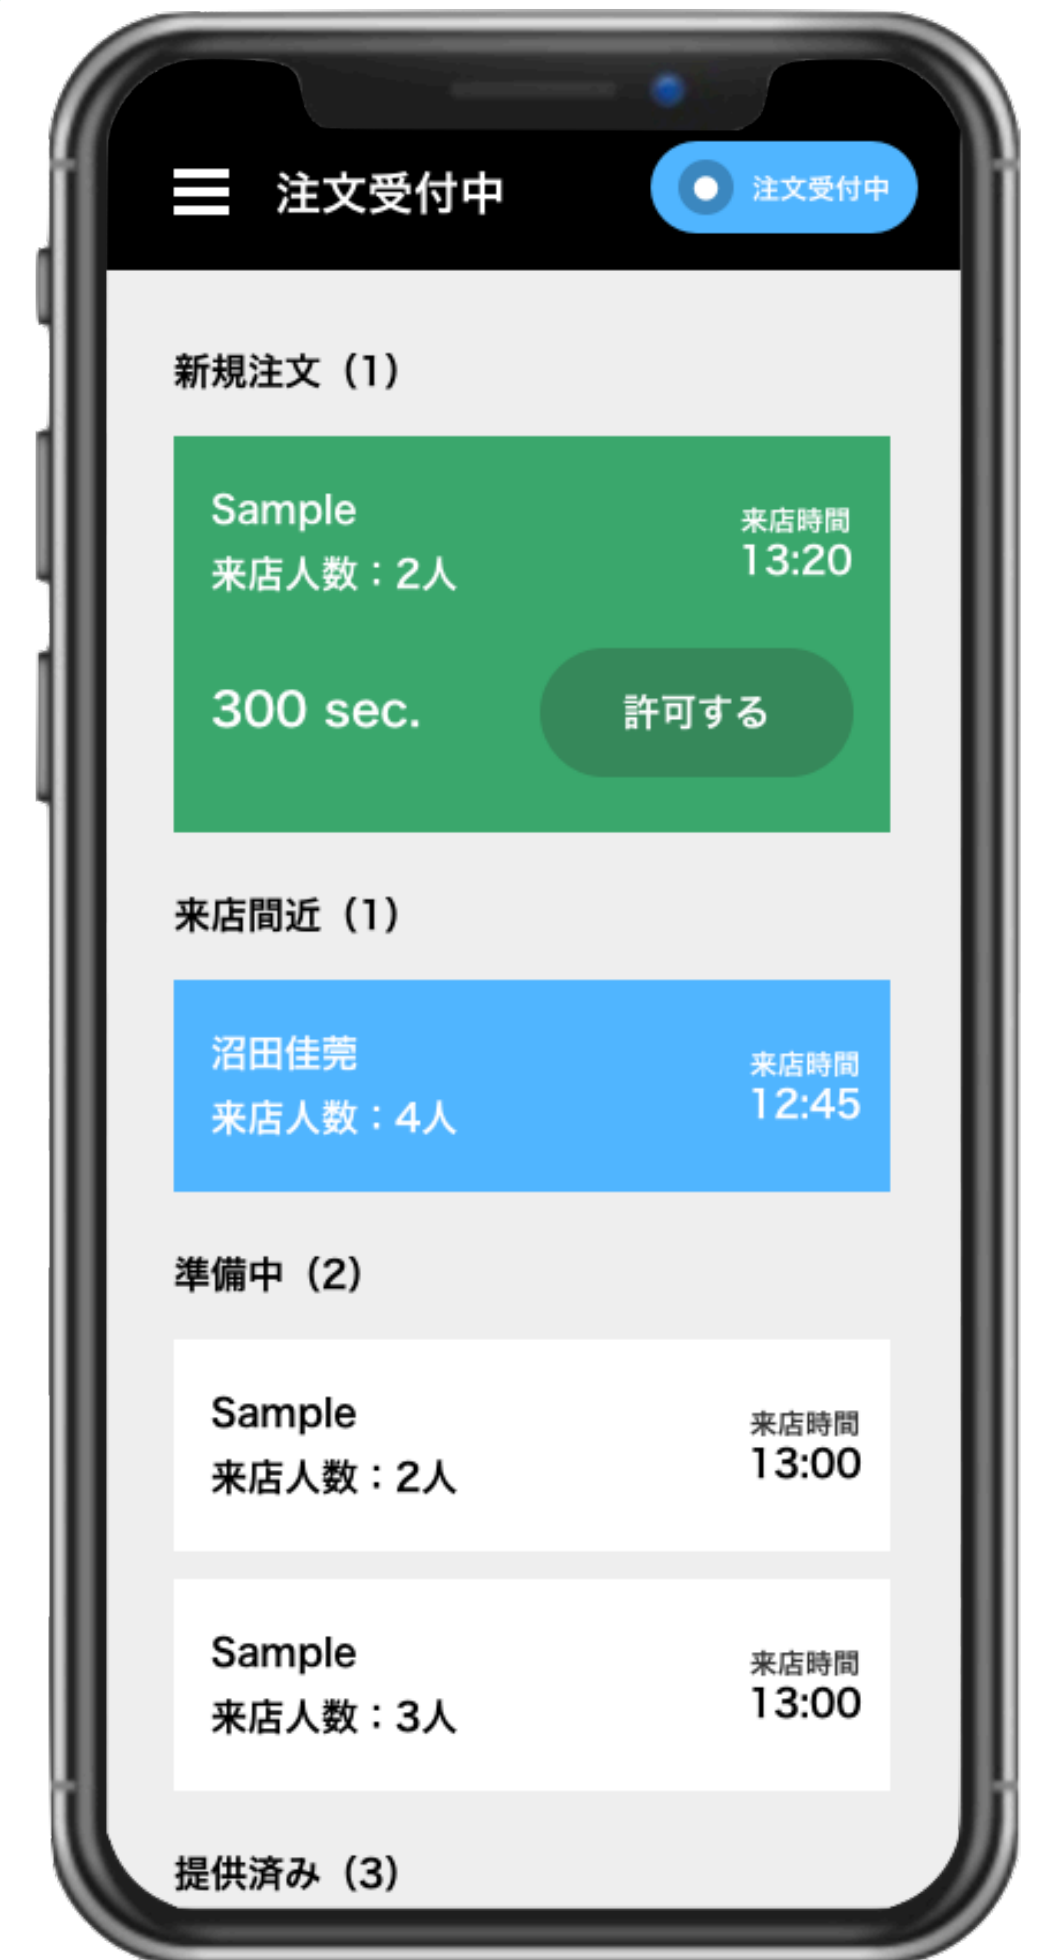 注文受付中
注文受付中
新規注文（1）
Sample
来店人数：2人
来店時間
13:20
300 sec.
許可する
来店間近（1）
沼田佳莞
来店人数：4人
来店時間
12:45
準備中（2）
Sample
来店人数：2人
来店時間
13:00
Sample
来店人数：3人
来店時間
13:00
提供済み（3）